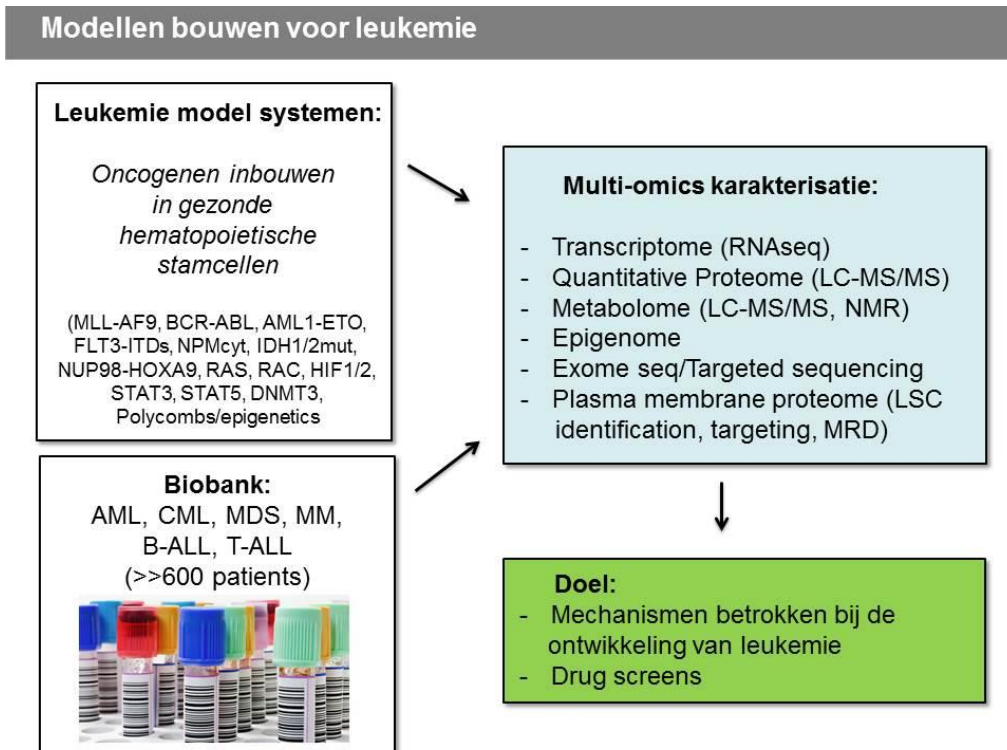 Modellen bouwen voor leukemie
Leukemie model systemen:
Oncogenen inbouwen
in gezonde
hematopoietische
stamcellen
(MLL-AF9, BCR-ABL, AML1-ETO,
FLT3-ITDs, NPMcyt, IDH1/2mut,
NUP98-HOXA9, RAS, RAC, HIF1/2,
STAT3, STAT5, DNMT3,
Polycombs/epigenetics
Biobank:
AML, CML, MDS, MM,
B-ALL, T-ALL
(>>600 patients)
Multi-omics karakterisatie:
- Transcriptome (RNAseq)
- Quantitative Proteome (LC-MS/MS)
- Metabolome (LC-MS/MS, NMR)
- Epigenome
- Exome seq/Targeted sequencing
- Plasma membrane proteome (LSC
identification, targeting, MRD)
Doel:
- Mechanismen betrokken bij de
ontwikkeling van leukemie
- Drug screens